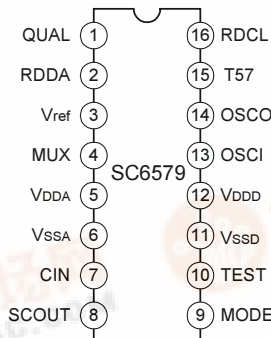 QUAL 1 16 RDCL
RDDA 2 15 T57
Vref 3 14 OSCO
MUX 4 13 OSCI
SC6579
VDDA 5 12 VDDD
VSSA 6 11 VSSD
CIN 7 10 TEST
SCOUT 8 9 MODE